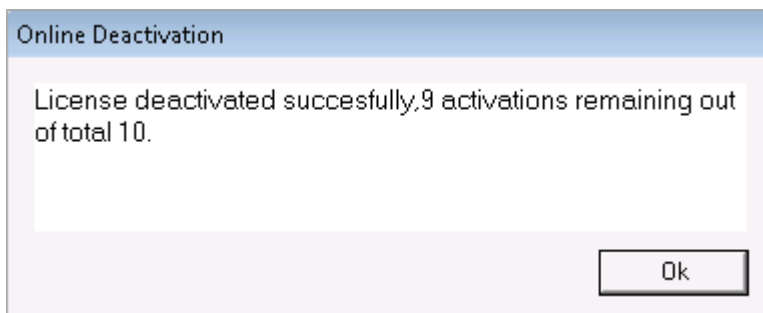 Online Deactivation
License deactivated succesfully,9 activations remaining out
of total 10.
Ok